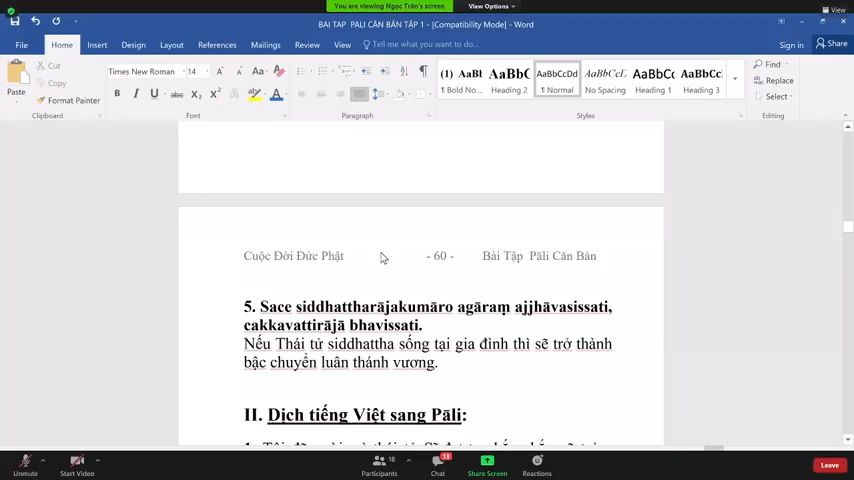 You are viewing Ngọc Trân's screen
View Options
View
BAI TAP PALI CĂN BẢN TẬP 1 - [Compatibility Mode] - Word
File Home Insert Design Layout References Mailings Review View Tell me what you want to do... Sign in Share
Paste
Cut
Copy
Format Painter
Times New Roman 14
Aa
B I U abc X2 X2 A
(1) AaBl AaBbC AaBbCcDd AaBbCcL AaBbCc AaBbCc
¶ Bold No... Heading 2 ¶ Normal No Spacing Heading 1 Heading 3
Find
Replace
Select
Clipboard Font Paragraph Styles Editing
Cuộc Đời Đức Phật - 60 - Bài Tập Pāli Căn Bản
5. Sace siddhattharājakumāro agāraṃ ajjhāvasissati,
cakkavattirājā bhavissati.
Nếu Thái tử siddhattha sống tại gia đình thì sẽ trở thành
bậc chuyển luân thánh vương.
II. Dịch tiếng Việt sang Pāli:
Unmute Start Video Participants 18 Chat 13 Share Screen Reactions Leave